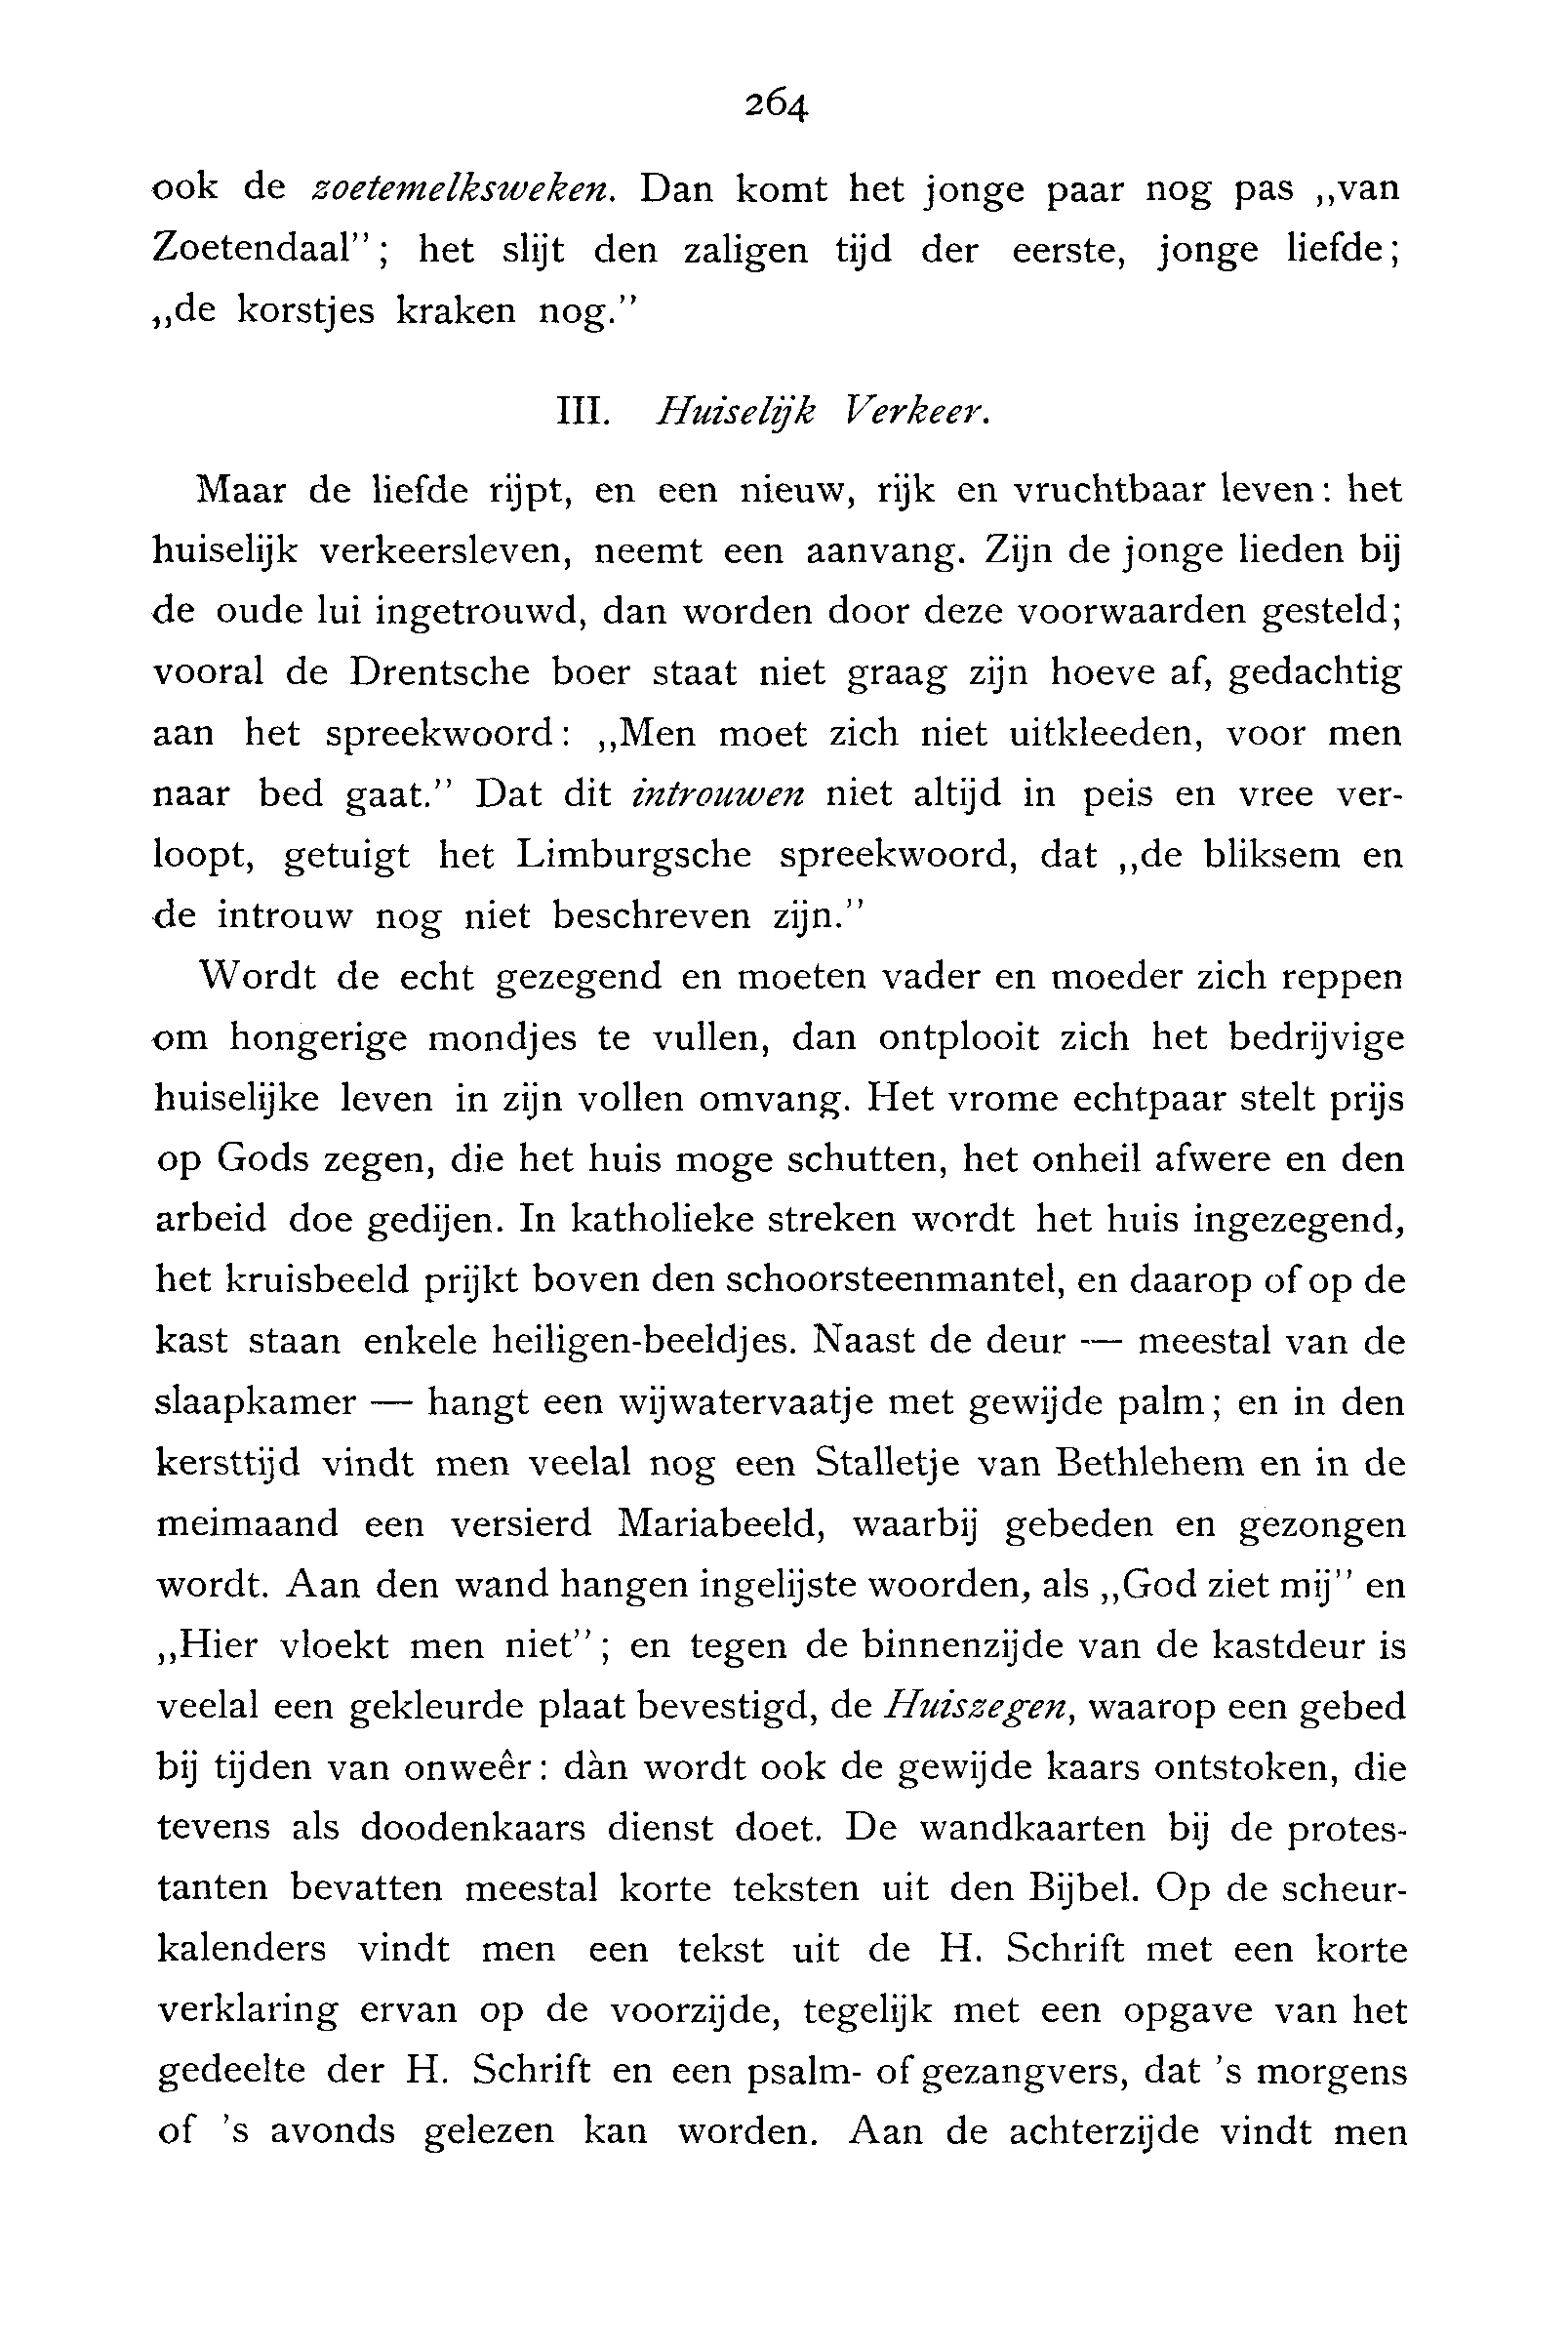 264
ook de zoetemelksweken. Dan komt het jonge paar nog pas „van
Zoetendaal”; het slijt den zaligen tijd der eerste, jonge liefde;
„de korstjes kraken nog.”
III. Huiselijk Verkeer.
Maar de liefde rijpt, en een nieuw, rijk en vruchtbaar leven: het
huiselijk verkeersleven, neemt een aanvang. Zijn de jonge lieden bij
de oude lui ingetrouwd, dan worden door deze voorwaarden gesteld;
vooral de Drentsche boer staat niet graag zijn hoeve af, gedachtig
aan het spreekwoord: „Men moet zich niet uitkleeden, voor men
naar bed gaat.” Dat dit introuwen niet altijd in peis en vree ver-
loopt, getuigt het Limburgsche spreekwoord, dat „de bliksem en
de introuw nog niet beschreven zijn.”
Wordt de echt gezegend en moeten vader en moeder zich reppen
om hongerige mondjes te vullen, dan ontplooit zich het bedrijvige
huiselijke leven in zijn vollen omvang. Het vrome echtpaar stelt prijs
op Gods zegen, die het huis moge schutten, het onheil afwere en den
arbeid doe gedijen. In katholieke streken wordt het huis ingezegend,
het kruisbeeld prijkt boven den schoorsteenmantel, en daarop of op de
kast staan enkele heiligen-beeldjes. Naast de deur — meestal van de
slaapkamer — hangt een wijwatervaatje met gewijde palm; en in den
kersttijd vindt men veelal nog een Stalletje van Bethlehem en in de
meimaand een versierd Mariabeeld, waarbij gebeden en gezongen
wordt. Aan den wand hangen ingelijste woorden, als „God ziet mij” en
„Hier vloekt men niet”; en tegen de binnenzijde van de kastdeur is
veelal een gekleurde plaat bevestigd, de Huiszegen, waarop een gebed
bij tijden van onweêr: dàn wordt ook de gewijde kaars ontstoken, die
tevens als doodenkaars dienst doet. De wandkaarten bij de protes-
tanten bevatten meestal korte teksten uit den Bijbel. Op de scheur-
kalenders vindt men een tekst uit de H. Schrift met een korte
verklaring ervan op de voorzijde, tegelijk met een opgave van het
gedeelte der H. Schrift en een psalm- of gezangvers, dat ’s morgens
of ’s avonds gelezen kan worden. Aan de achterzijde vindt men